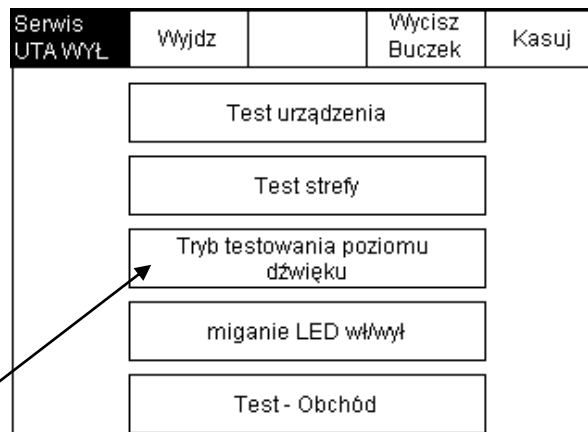 Serwis
UTA WYŁ
Wyjdz
Wycisz
Buczek
Kasuj
Test urządzenia
Test strefy
Tryb testowania poziomu
dźwięku
miganie LED wł/wył
Test - Obchód